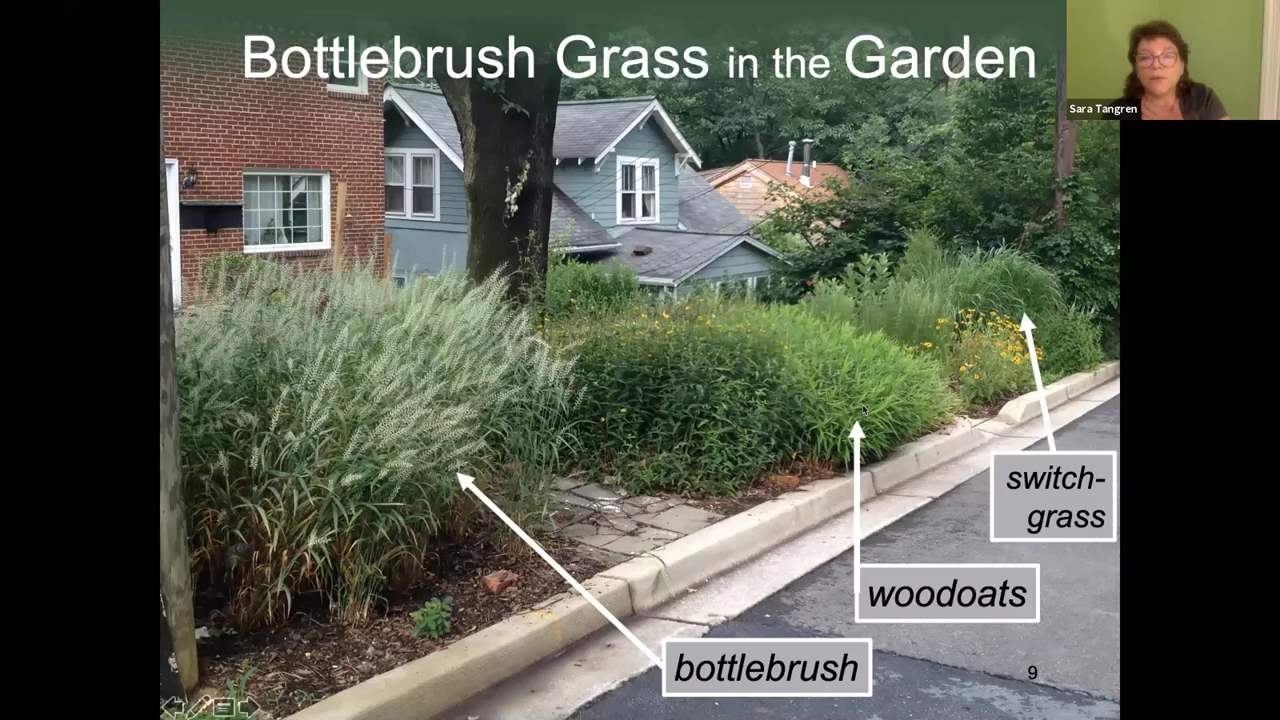 Bottlebrush Grass in the Garden
Sara Tangren
switch-
grass
woodoats
bottlebrush
9